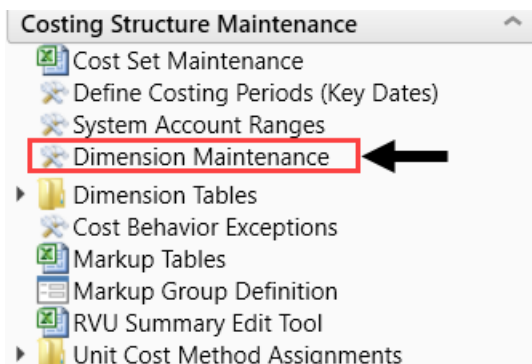 Costing Structure Maintenance
Cost Set Maintenance
Define Costing Periods (Key Dates)
System Account Ranges
Dimension Maintenance
Dimension Tables
Cost Behavior Exceptions
Markup Tables
Markup Group Definition
RVU Summary Edit Tool
Unit Cost Method Assignments